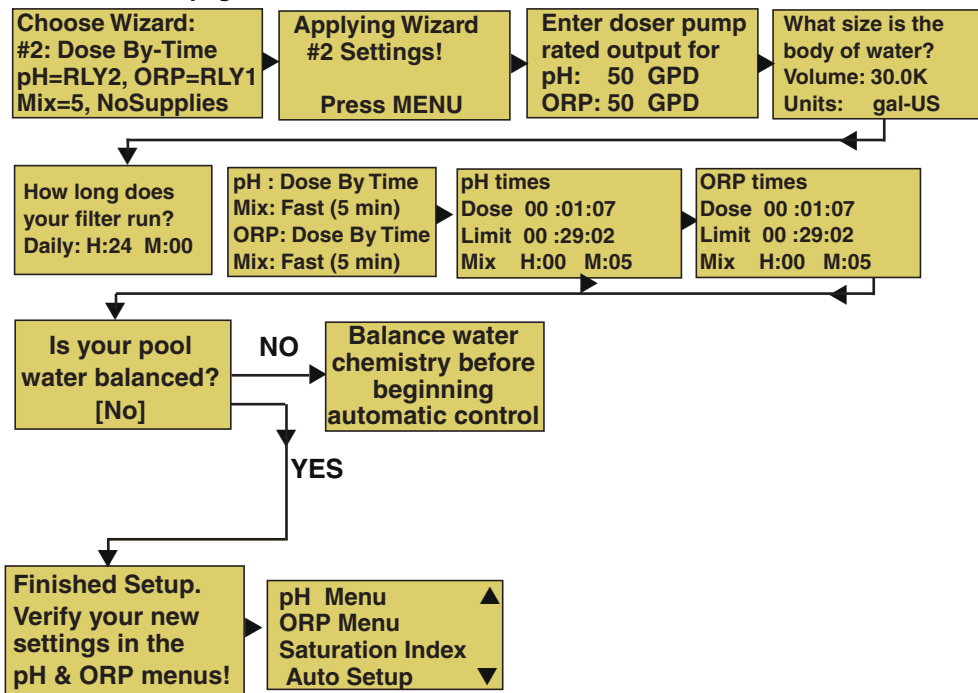 Choose Wizard:
#2: Dose By-Time
pH=RLY2, ORP=RLY1
Mix=5, NoSupplies
Applying Wizard
#2 Settings!
Press MENU
Enter doser pump
rated output for
pH: 50 GPD
ORP: 50 GPD
What size is the
body of water?
Volume: 30.0K
Units: gal-US
How long does
your filter run?
Daily: H:24 M:00
pH : Dose By Time
Mix: Fast (5 min)
ORP: Dose By Time
Mix: Fast (5 min)
pH times
Dose 00 :01:07
Limit 00 :29:02
Mix H:00 M:05
ORP times
Dose 00 :01:07
Limit 00 :29:02
Mix H:00 M:05
Is your pool
water balanced?
[No]
NO
Balance water
chemistry before
beginning
automatic control
YES
Finished Setup.
Verify your new
settings in the
pH & ORP menus!
pH Menu
ORP Menu
Saturation Index
Auto Setup